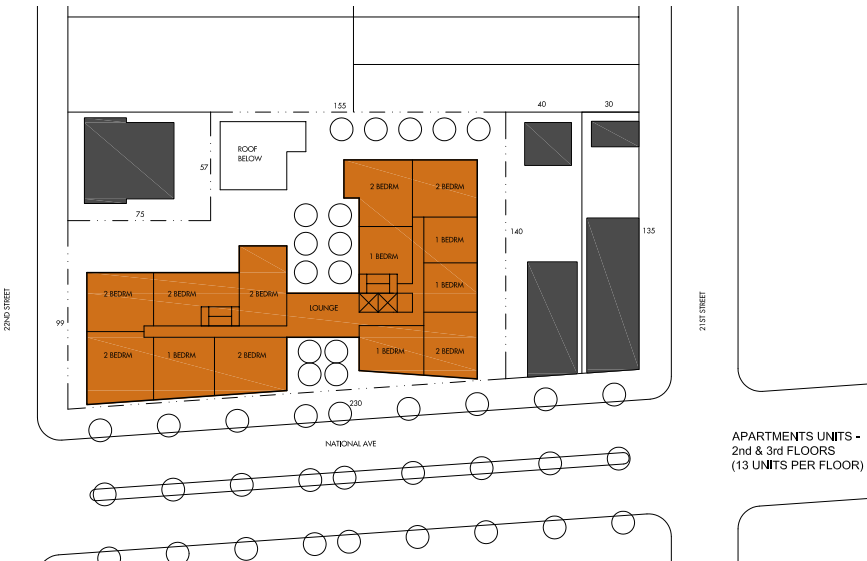 155
40
30
ROOF
BELOW
57
2 BEDRM
2 BEDRM
75
140
135
1 BEDRM
1 BEDRM
1 BEDRM
2 BEDRM
2 BEDRM
2 BEDRM
LOUNGE
22ND STREET
21ST STREET
99
2 BEDRM
1 BEDRM
2 BEDRM
1 BEDRM
2 BEDRM
230
NATIONAL AVE
APARTMENTS UNITS -
2nd & 3rd FLOORS
(13 UNITS PER FLOOR)